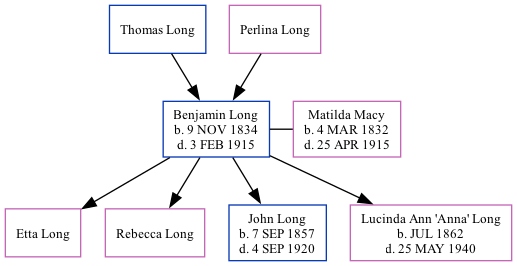 Thomas Long
Perlina Long
Benjamin Long
b. 9 NOV 1834
d. 3 FEB 1915
Matilda Macy
b. 4 MAR 1832
d. 25 APR 1915
Etta Long
Rebecca Long
John Long
b. 7 SEP 1857
d. 4 SEP 1920
Lucinda Ann 'Anna' Long
b. JUL 1862
d. 25 MAY 1940